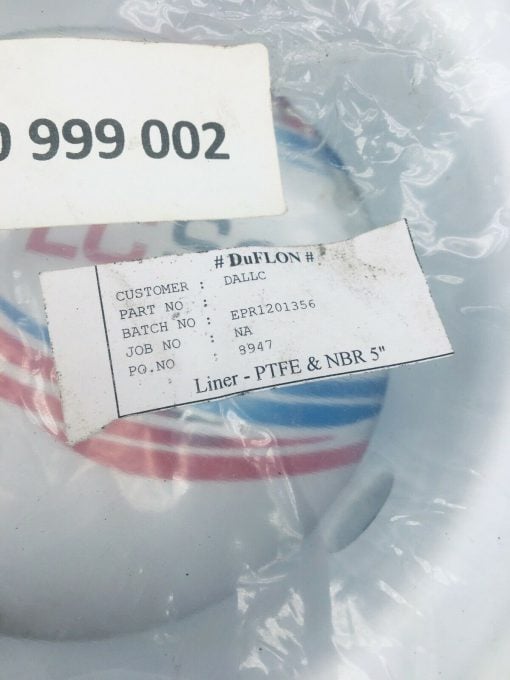 0 999 002
# DuFLON #
CUSTOMER : DALLC
PART NO :
BATCH NO : EPR1201356
JOB NO : NA
PO.NO : 9947
Liner - PTFE & NBR 5"